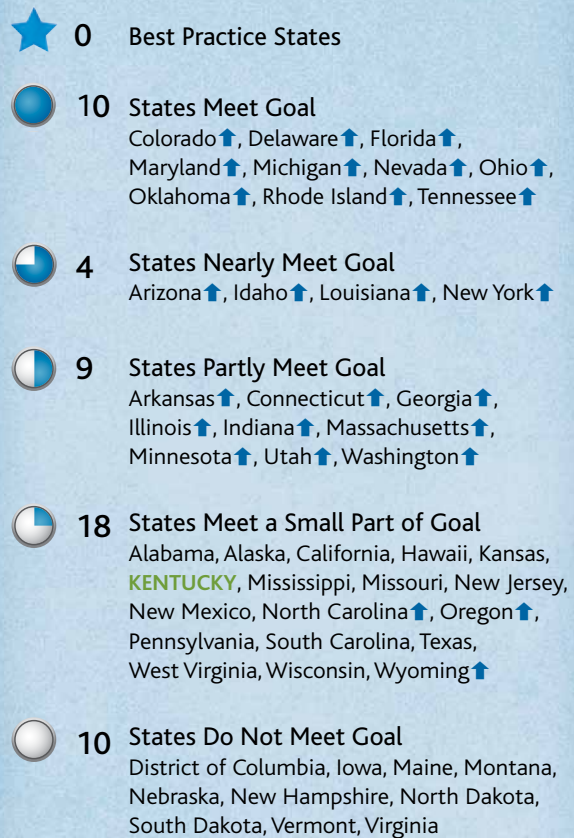 0 Best Practice States
10 States Meet Goal
Colorado⬆, Delaware⬆, Florida⬆,
Maryland⬆, Michigan⬆, Nevada⬆, Ohio⬆,
Oklahoma⬆, Rhode Island⬆, Tennessee⬆
4 States Nearly Meet Goal
Arizona⬆, Idaho⬆, Louisiana⬆, New York⬆
9 States Partly Meet Goal
Arkansas⬆, Connecticut⬆, Georgia⬆,
Illinois⬆, Indiana⬆, Massachusetts⬆,
Minnesota⬆, Utah⬆, Washington⬆
18 States Meet a Small Part of Goal
Alabama, Alaska, California, Hawaii, Kansas,
KENTUCKY, Mississippi, Missouri, New Jersey,
New Mexico, North Carolina⬆, Oregon⬆,
Pennsylvania, South Carolina, Texas,
West Virginia, Wisconsin, Wyoming⬆
10 States Do Not Meet Goal
District of Columbia, Iowa, Maine, Montana,
Nebraska, New Hampshire, North Dakota,
South Dakota, Vermont, Virginia